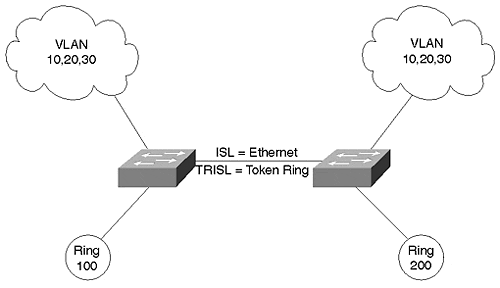 VLAN
10,20,30
VLAN
10,20,30
ISL = Ethernet
TRISL = Token Ring
Ring
100
Ring
200